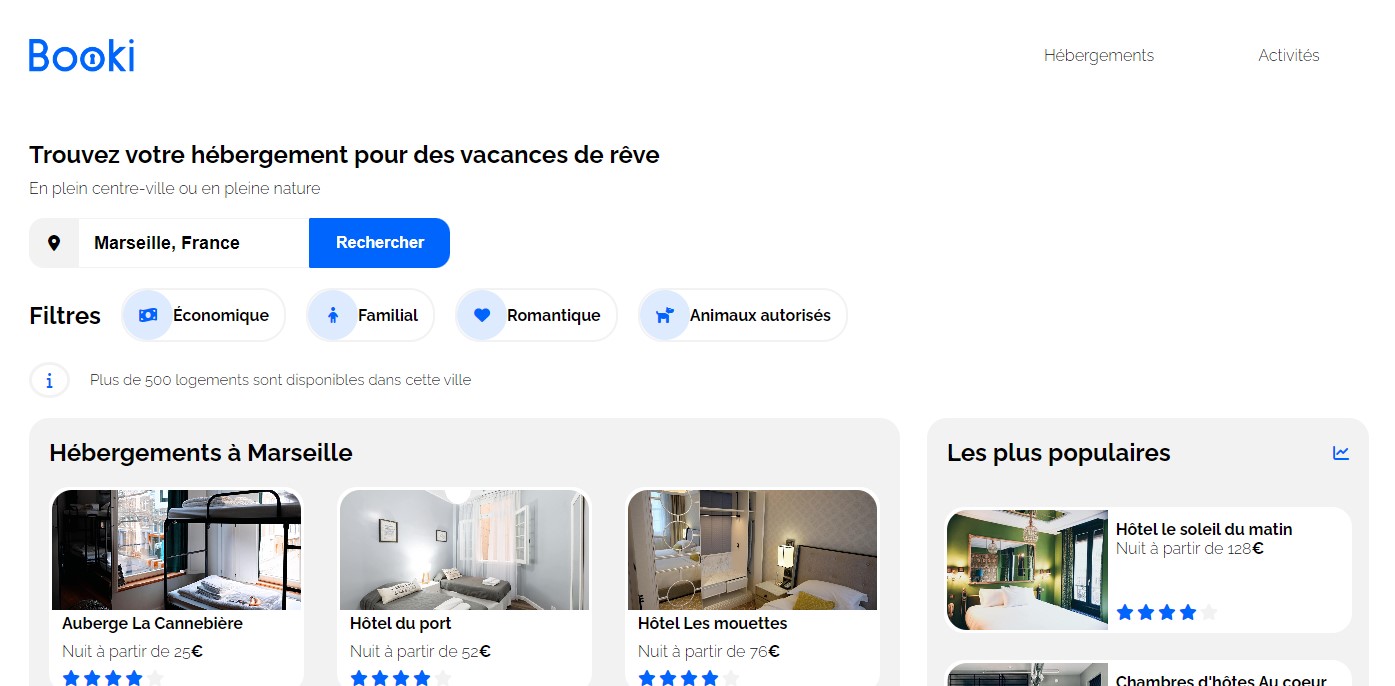 Booki
Hébergements
Activités
Trouvez votre hébergement pour des vacances de rêve
En plein centre-ville ou en pleine nature
Marseille, France
Rechercher
Filtres
Économique
Familial
Romantique
Animaux autorisés
Plus de 500 logements sont disponibles dans cette ville
Hébergements à Marseille
Auberge La Cannebière
Nuit à partir de 25€
Hôtel du port
Nuit à partir de 52€
Hôtel Les mouettes
Nuit à partir de 76€
Les plus populaires
Hôtel le soleil du matin
Nuit à partir de 128€
Chambres d'hôtes Au coeur